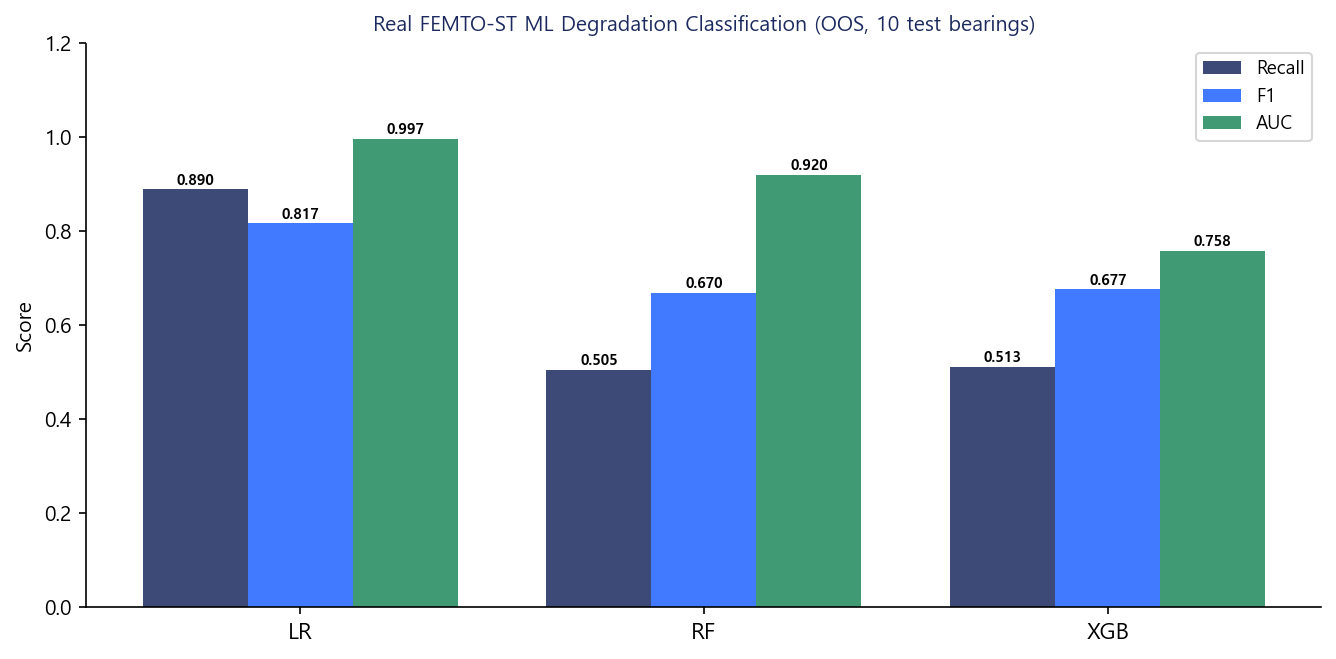 Real FEMTO-ST ML Degradation Classification (OOS, 10 test bearings)
Recall
F1
AUC
Score
1.2
1.0
0.8
0.6
0.4
0.2
0.0
0.890
0.817
0.997
0.505
0.670
0.920
0.513
0.677
0.758
LR
RF
XGB